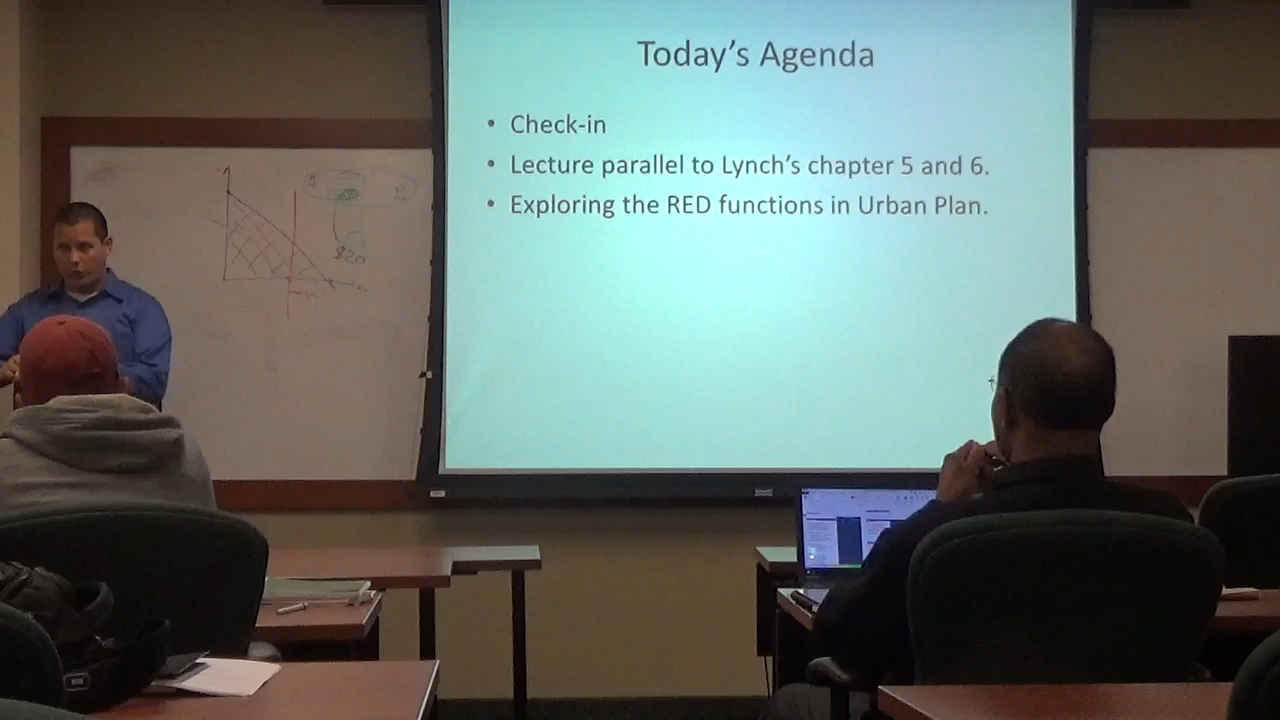 Today's Agenda
• Check-in
• Lecture parallel to Lynch's chapter 5 and 6.
• Exploring the RED functions in Urban Plan.
$20